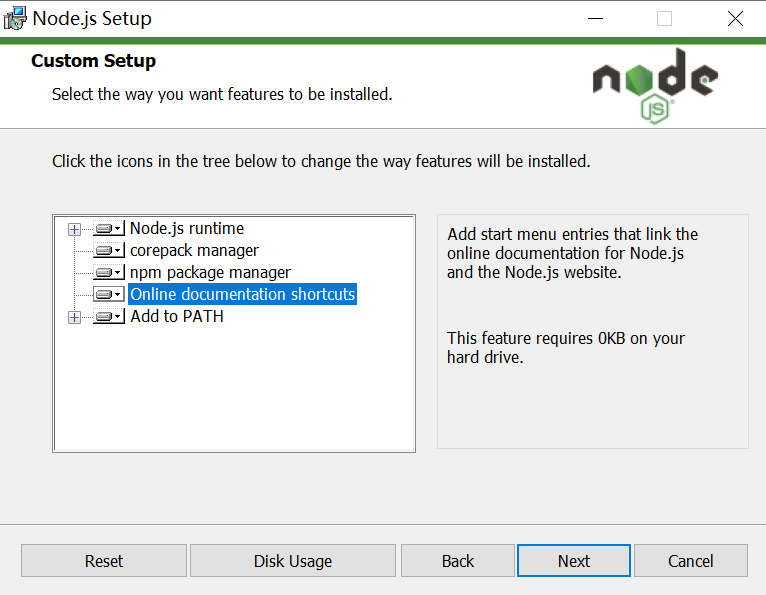 Node.js Setup
Custom Setup
Select the way you want features to be installed.
node
JS
Click the icons in the tree below to change the way features will be installed.
Node.js runtime
corepack manager
npm package manager
Online documentation shortcuts
Add to PATH
Add start menu entries that link the
online documentation for Node.js
and the Node.js website.
This feature requires 0KB on your
hard drive.
Reset
Disk Usage
Back
Next
Cancel